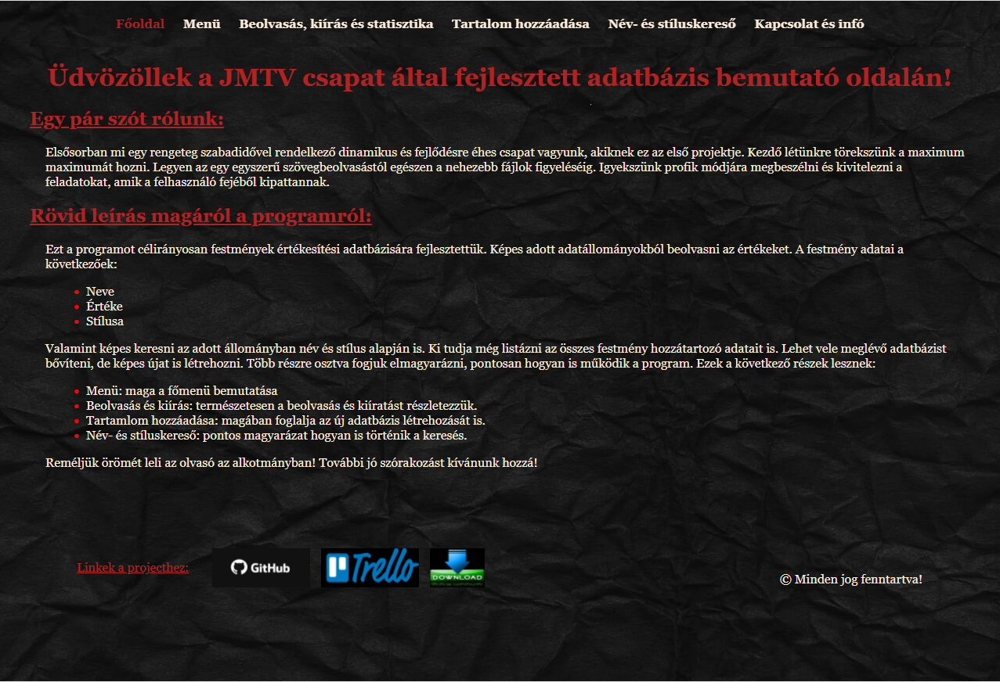 Főoldal Menü Beolvasás, kiírás és statisztika Tartalom hozzáadása Név- és stíluskereső Kapcsolat és infó
Üdvözöllek a JMTV csapat által fejlesztett adatbázis bemutató oldalán!
Egy pár szót rólunk:
Elsősorban mi egy rengeteg szabadidővel rendelkező dinamikus és fejlődésre éhes csapat vagyunk, akiknek ez az első projektje. Kezdő létünkre törekszünk a maximum
maximumát hozni. Legyen az egy egyszerű szövegbeolvasástól egészen a nehezebb fájlok figyeléséig. Igyekszünk profik módjára megbeszélni és kivitelezni a
feladatokat, amik a felhasználó fejéből kipattannak.
Rövid leírás magáról a programról:
Ezt a programot célirányosan festmények értékesítési adatbázisára fejlesztettük. Képes adott adatállományokból beolvasni az értékeket. A festmény adatai a
következőek:
Neve
Értéke
Stílusa
Valamint képes keresni az adott állományban név és stílus alapján is. Ki tudja még listázni az összes festmény hozzátartozó adatait is. Lehet vele meglévő adatbázist
bővíteni, de képes újat is létrehozni. Több részre osztva fogjuk elmagyarázni, pontosan hogyan is működik a program. Ezek a következő részek lesznek:
Menü: maga a főmenü bemutatása
Beolvasás és kiírás: természetesen a beolvasás és kiíratást részletezzük.
Tartamlom hozzáadása: magában foglalja az új adatbázis létrehozását is.
Név- és stíluskereső: pontos magyarázat hogyan is történik a keresés.
Reméljük örömét leli az olvasó az alkotmányban! További jó szórakozást kívánunk hozzá!
Linkek a projecthez: GitHub Trello DOWNLOAD
© Minden jog fenntartva!